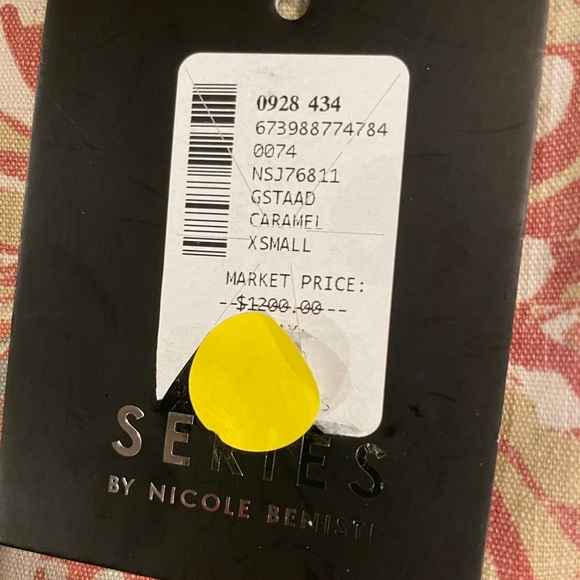 0928 434
673988774784
0074
NSJ76811
GSTAAD
CARAMEL
XSMALL
MARKET PRICE:
--$1200.00--
SERIES
BY NICOLE BENISTI